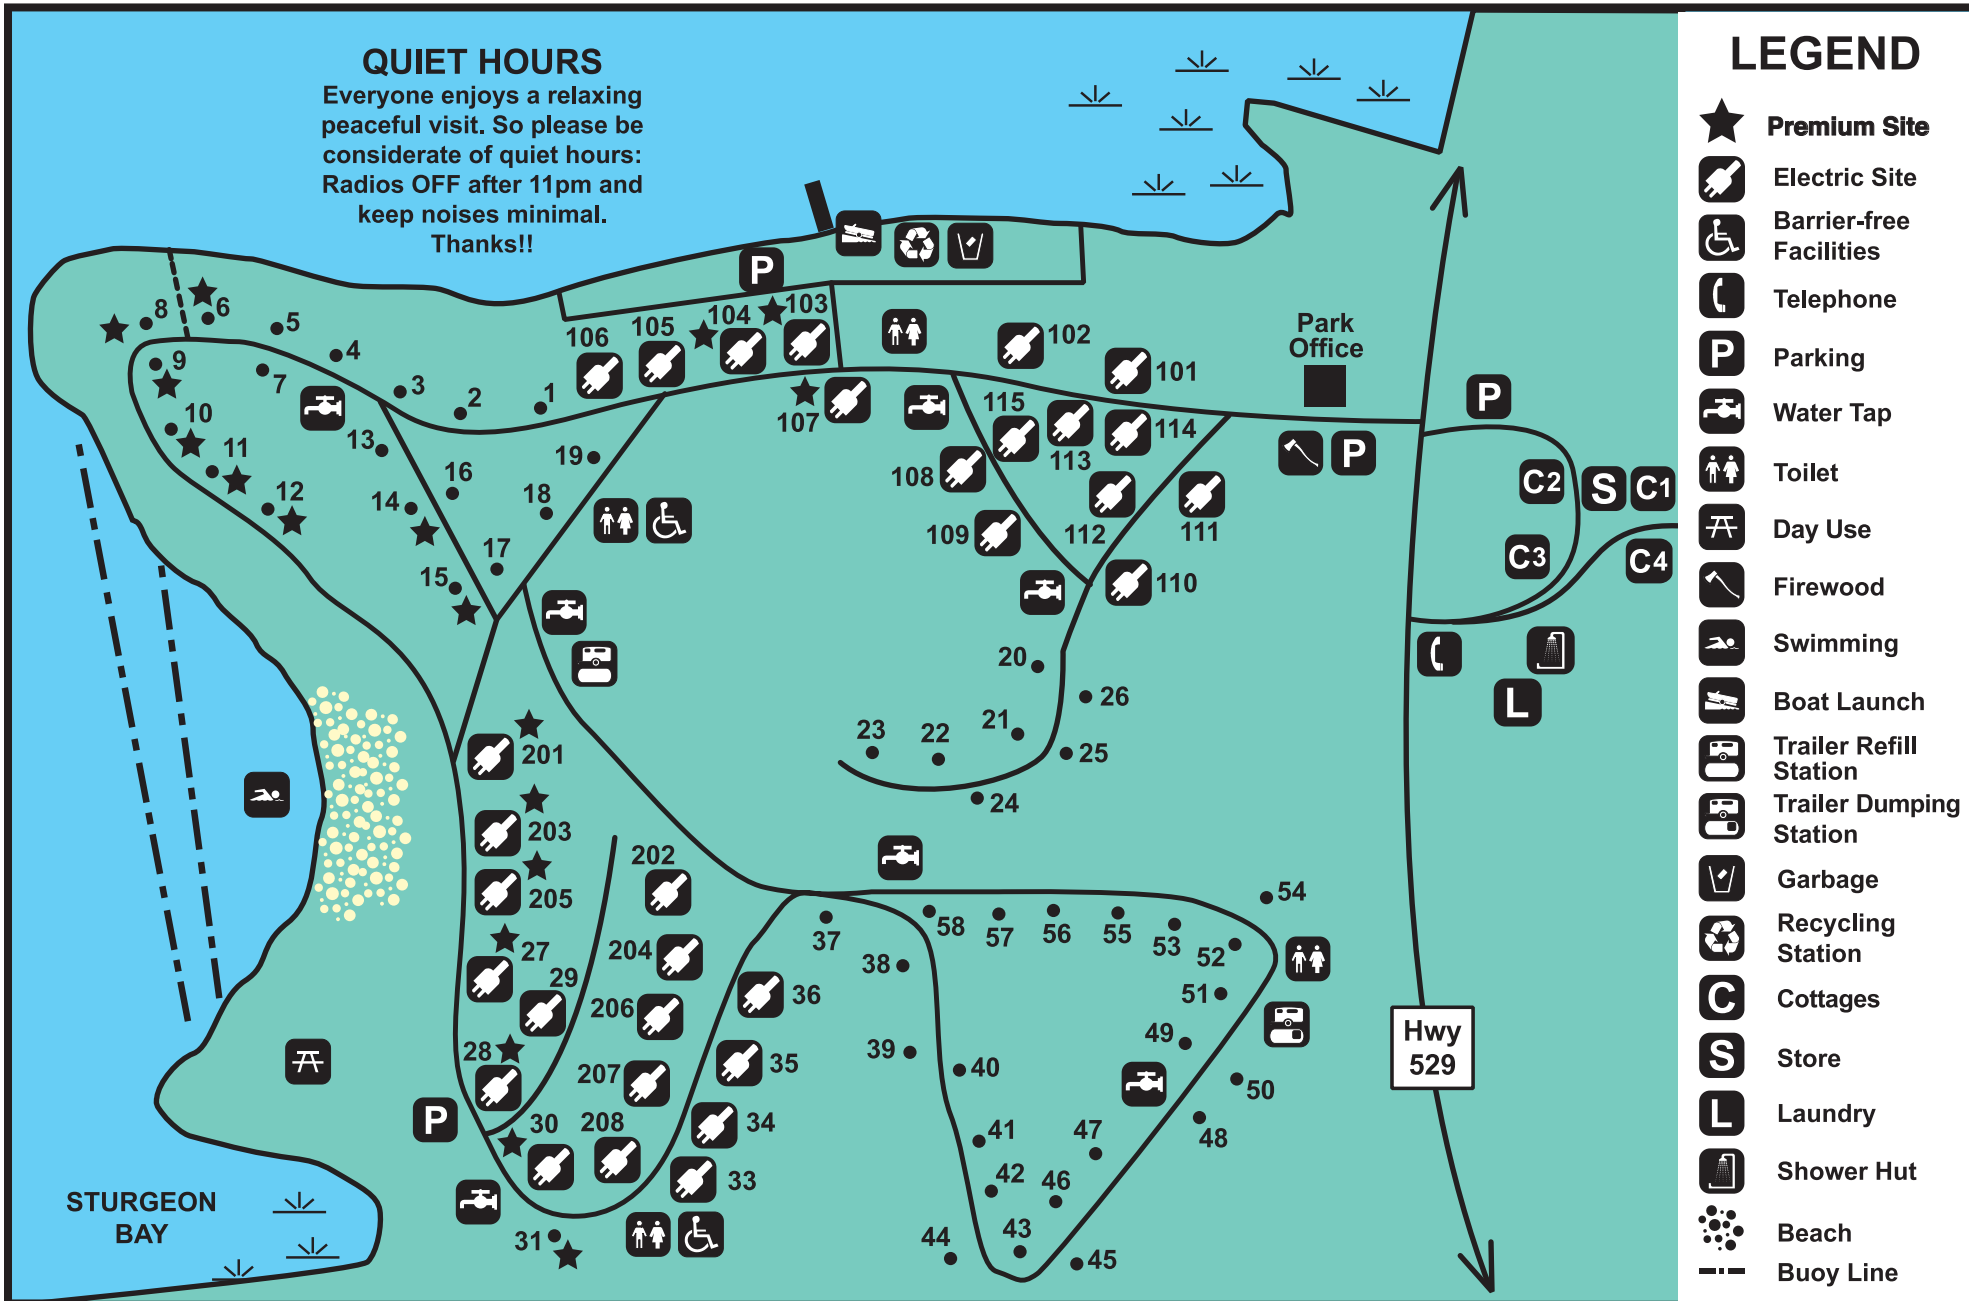 QUIET HOURS
Everyone enjoys a relaxing
peaceful visit. So please be
considerate of quiet hours:
Radios OFF after 11pm and
keep noises minimal.
Thanks!!
P
8
6
5
4
3
2
1
9
7
10
11
12
13
14
15
16
17
18
19
106
105
104
103
102
101
107
115
113
114
108
109
112
111
110
Park
Office
P
P
C2
S
C1
C3
C4
L
20
26
21
22
23
25
24
201
203
205
202
27
29
204
206
28
207
30
208
36
35
34
33
31
P
37
38
58
57
56
55
53
54
52
51
49
50
48
39
40
41
42
47
46
43
44
45
Hwy
529
STURGEON
BAY
LEGEND
Premium Site
Electric Site
Barrier-free
Facilities
Telephone
P Parking
Water Tap
Toilet
Day Use
Firewood
Swimming
Boat Launch
Trailer Refill
Station
Trailer Dumping
Station
Garbage
Recycling
Station
C Cottages
S Store
L Laundry
Shower Hut
Beach
Buoy Line